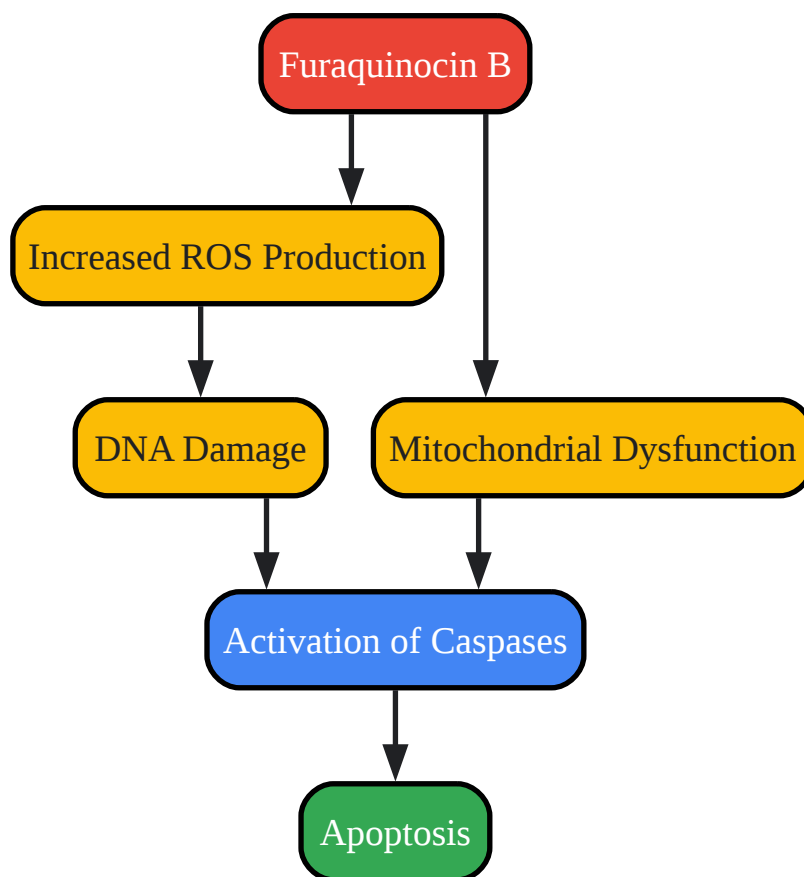 Furaquinocin B
Increased ROS Production
DNA Damage
Mitochondrial Dysfunction
Activation of Caspases
Apoptosis